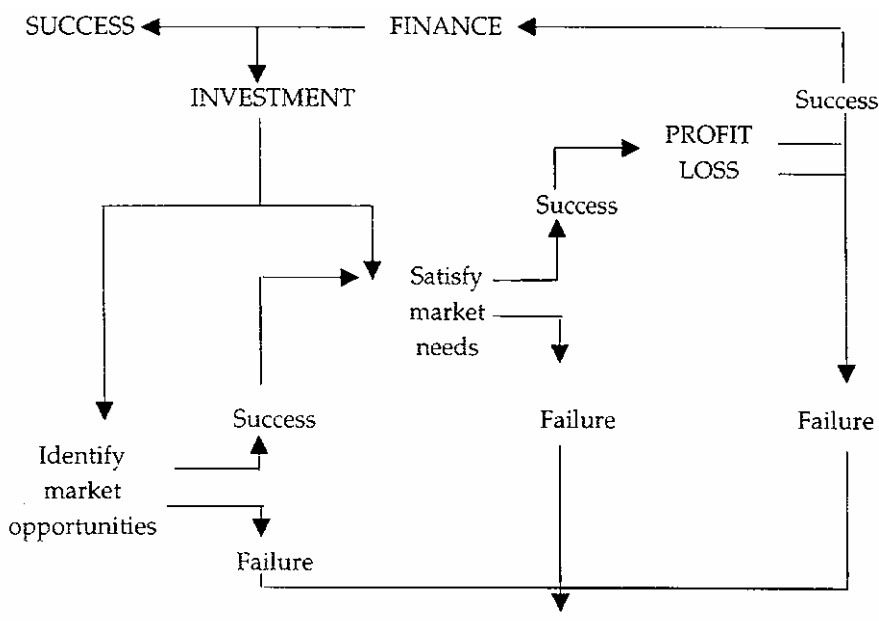 SUCCESS
FINANCE
INVESTMENT
Success
PROFIT
LOSS
Success
Satisfy
market
needs
Success
Failure
Failure
Identify
market
opportunities
Failure